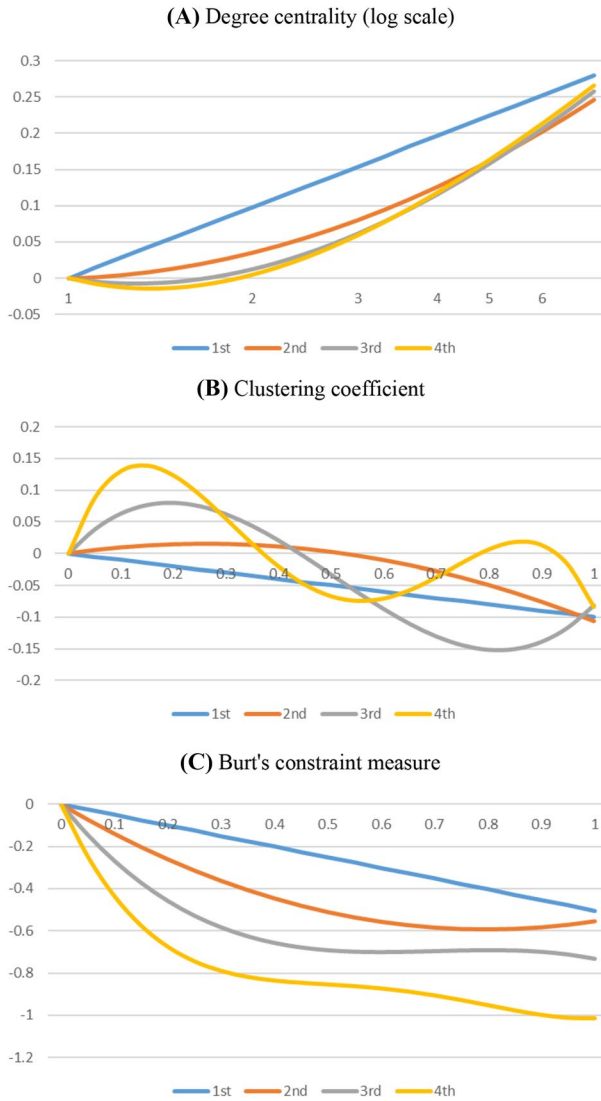 (A) Degree centrality (log scale)
0.3
0.25
0.2
0.15
0.1
0.05
0
-0.05
1 2 3 4 5 6
1st 2nd 3rd 4th
(B) Clustering coefficient
0.2
0.15
0.1
0.05
0
-0.05
-0.1
-0.15
-0.2
0 0.1 0.2 0.3 0.4 0.5 0.6 0.7 0.8 0.9 1
1st 2nd 3rd 4th
(C) Burt's constraint measure
0
-0.2
-0.4
-0.6
-0.8
-1
-1.2
0 0.1 0.2 0.3 0.4 0.5 0.6 0.7 0.8 0.9 1
1st 2nd 3rd 4th